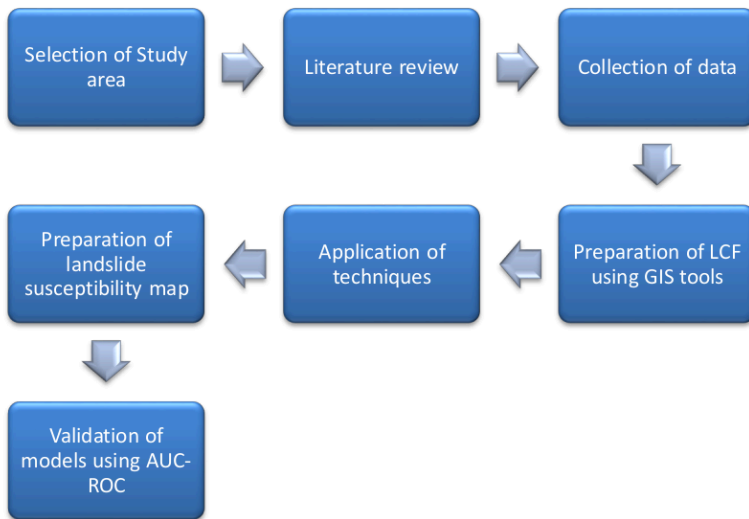 Selection of Study
area
Literature review
Collection of data
Preparation of LCF
using GIS tools
Application of
techniques
Preparation of
landslide
susceptibility map
Validation of
models using AUC-
ROC